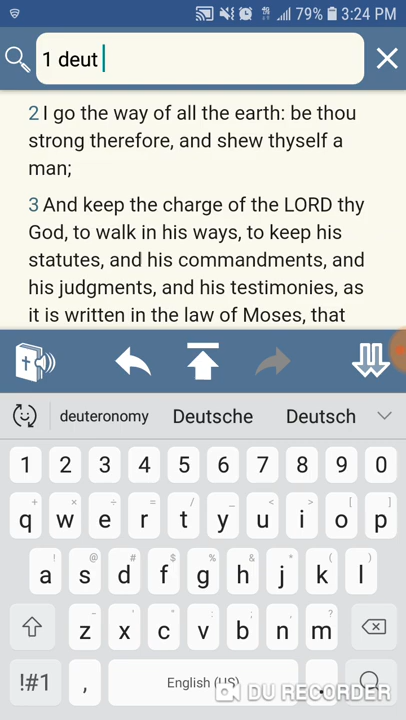 79% 3:24 PM
1 deut
2 I go the way of all the earth: be thou
strong therefore, and shew thyself a
man;
3 And keep the charge of the LORD thy
God, to walk in his ways, to keep his
statutes, and his commandments, and
his judgments, and his testimonies, as
it is written in the law of Moses, that
deuteronomy Deutsche Deutsch
1 2 3 4 5 6 7 8 9 0
+ × ÷ = / _ < > [ ]
q w e r t y u i o p
! @ # $ % ^ & * ( )
a s d f g h j k l
- ' " : ; , ?
z x c v b n m
!#1 , English (US) .
DU RECORDER